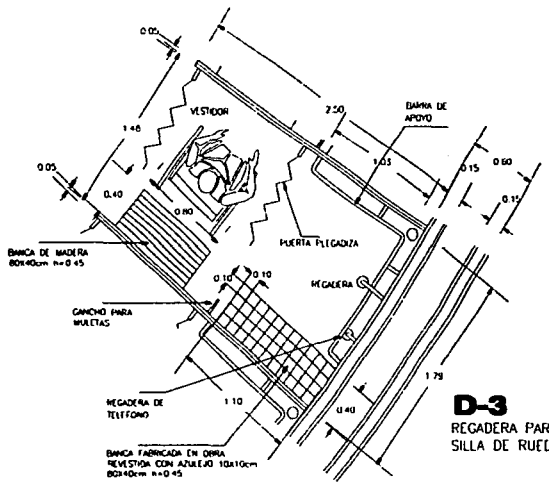 0.05
2.50
VESTIDOR
BARRA DE
APOYO
1.48
1.03
0.15
0.60
0.15
0.05
0.40
0.80
PUERTA PLEGADIZA
BANCA DE MADERA
80X40cm h=0.45
0.10
0.10
REGADERA
GANCHO PARA
MULETAS
1.79
REGADERA DE
TELEFONO
1.10
0.40
D-3
REGADERA PAR
SILLA DE RUED
BANCA FABRICADA EN OBRA
REVESTIDA CON AZULEJO 10X10cm
80X40cm h=0.45